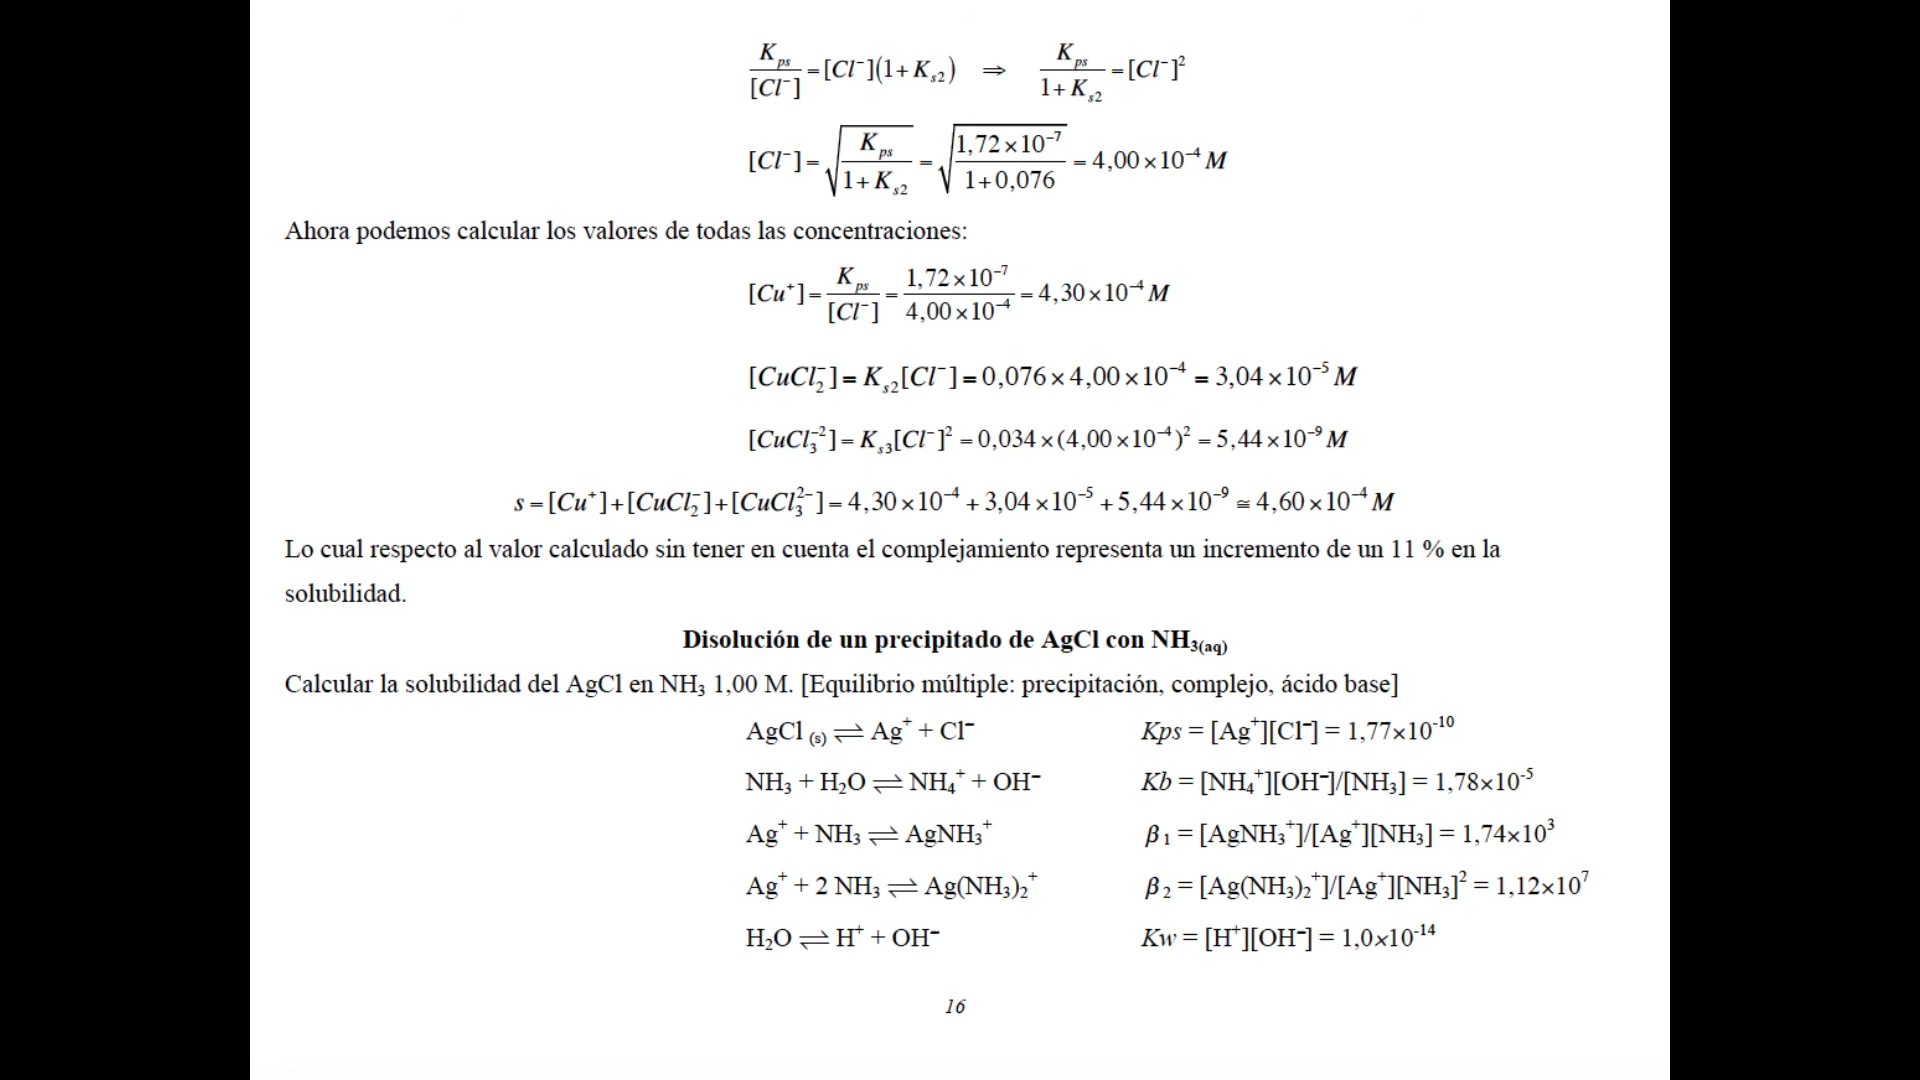 K_ps/[Cl⁻] = [Cl⁻](1+K_s2) ⇒ K_ps/(1+K_s2) = [Cl⁻]²
[Cl⁻] = √(K_ps/(1+K_s2)) = √(1,72×10⁻⁷/(1+0,076)) = 4,00×10⁻⁴ M
Ahora podemos calcular los valores de todas las concentraciones:
[Cu⁺] = K_ps/[Cl⁻] = 1,72×10⁻⁷/4,00×10⁻⁴ = 4,30×10⁻⁴ M
[CuCl₂⁻] = K_s2[Cl⁻] = 0,076×4,00×10⁻⁴ = 3,04×10⁻⁵ M
[CuCl₃⁻²] = K_s3[Cl⁻]² = 0,034×(4,00×10⁻⁴)² = 5,44×10⁻⁹ M
s = [Cu⁺]+[CuCl₂⁻]+[CuCl₃²⁻] = 4,30×10⁻⁴ + 3,04×10⁻⁵ + 5,44×10⁻⁹ ≅ 4,60×10⁻⁴ M
Lo cual respecto al valor calculado sin tener en cuenta el complejamiento representa un incremento de un 11 % en la
solubilidad.
Disolución de un precipitado de AgCl con NH₃₍aq₎
Calcular la solubilidad del AgCl en NH₃ 1,00 M. [Equilibrio múltiple: precipitación, complejo, ácido base]
AgCl ₍s₎ ⇌ Ag⁺ + Cl⁻ Kps = [Ag⁺][Cl⁻] = 1,77×10⁻¹⁰
NH₃ + H₂O ⇌ NH₄⁺ + OH⁻ Kb = [NH₄⁺][OH⁻]/[NH₃] = 1,78×10⁻⁵
Ag⁺ + NH₃ ⇌ AgNH₃⁺ β₁ = [AgNH₃⁺]/[Ag⁺][NH₃] = 1,74×10³
Ag⁺ + 2 NH₃ ⇌ Ag(NH₃)₂⁺ β₂ = [Ag(NH₃)₂⁺]/[Ag⁺][NH₃]² = 1,12×10⁷
H₂O ⇌ H⁺ + OH⁻ Kw = [H⁺][OH⁻] = 1,0×10⁻¹⁴
16